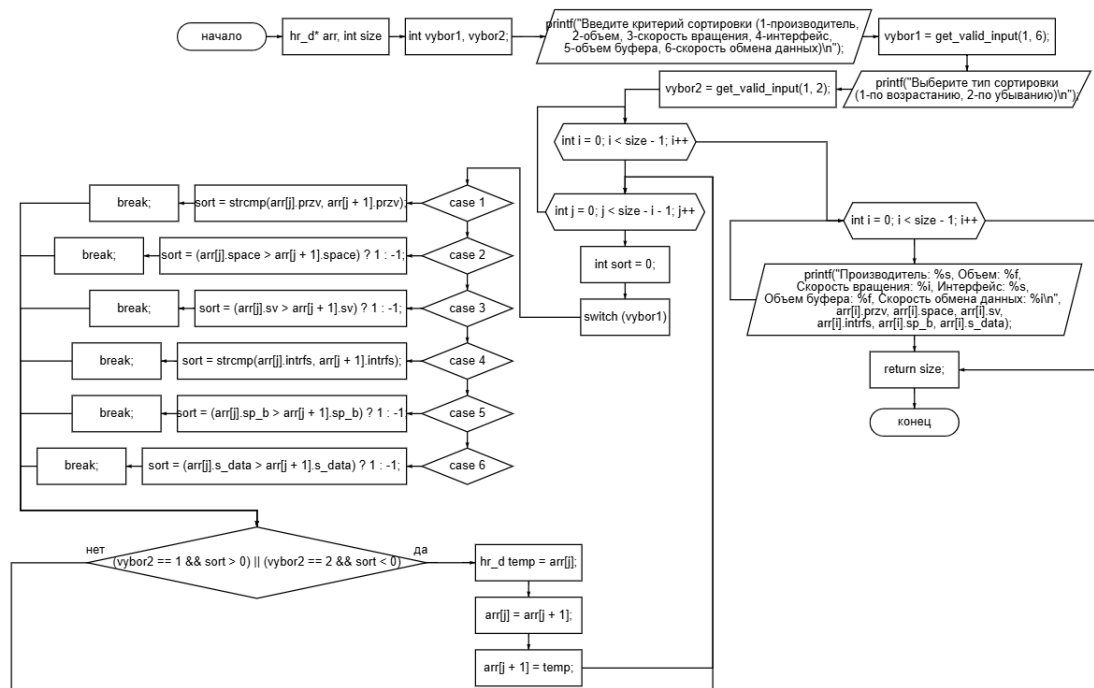 начало
hr_d* arr, int size
int vybor1, vybor2;
printf("Введите критерий сортировки (1-производитель,
2-объем, 3-скорость вращения, 4-интерфейс,
5-объем буфера, 6-скорость обмена данных)\n");
vybor1 = get_valid_input(1, 6);
printf("Выберите тип сортировки
(1-по возрастанию, 2-по убыванию)\n");
vybor2 = get_valid_input(1, 2);
int i = 0; i < size - 1; i++
int j = 0; j < size - i - 1; j++
int sort = 0;
switch (vybor1)
case 1
sort = strcmp(arr[j].przv, arr[j + 1].przv);
break;
case 2
sort = (arr[j].space > arr[j + 1].space) ? 1 : -1;
break;
case 3
sort = (arr[j].sv > arr[j + 1].sv) ? 1 : -1;
break;
case 4
sort = strcmp(arr[j].intrfs, arr[j + 1].intrfs);
break;
case 5
sort = (arr[j].sp_b > arr[j + 1].sp_b) ? 1 : -1;
break;
case 6
sort = (arr[j].s_data > arr[j + 1].s_data) ? 1 : -1;
break;
нет
(vybor2 == 1 && sort > 0) || (vybor2 == 2 && sort < 0)
да
hr_d temp = arr[j];
arr[j] = arr[j + 1];
arr[j + 1] = temp;
int i = 0; i < size - 1; i++
printf("Производитель: %s, Объем: %f,
Скорость вращения: %i, Интерфейс: %s,
Объем буфера: %f, Скорость обмена данных: %i\n",
arr[i].przv, arr[i].space, arr[i].sv,
arr[i].intrfs, arr[i].sp_b, arr[i].s_data);
return size;
конец